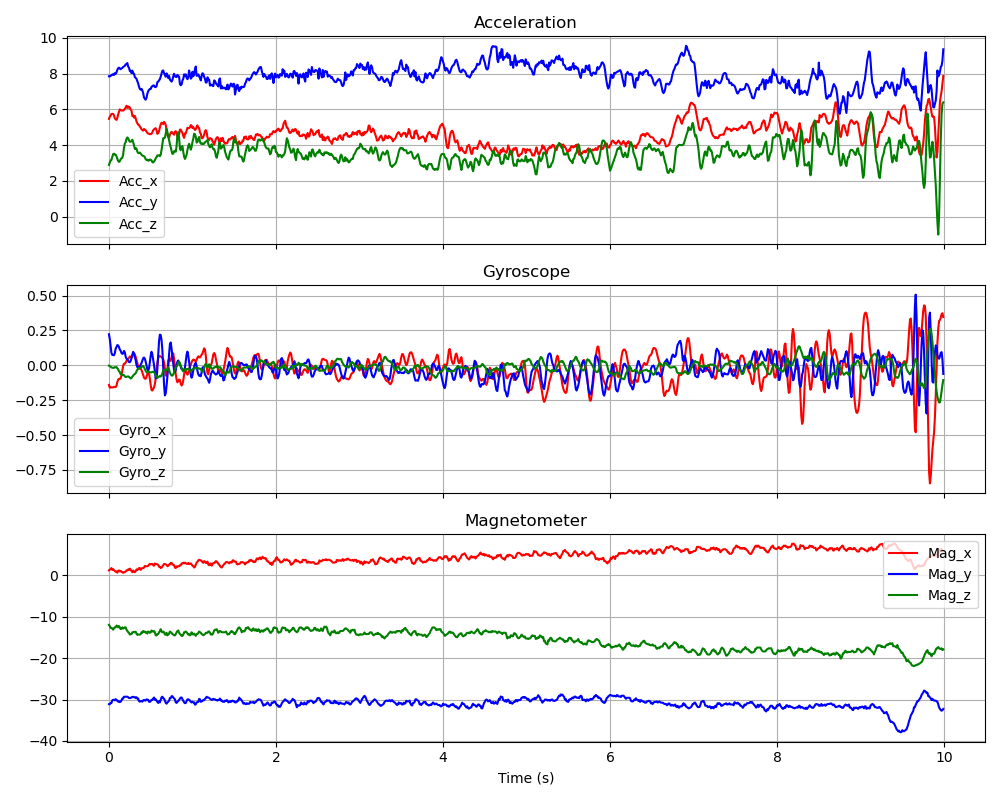 Acceleration
10
8
6
4
2
0
Acc_x
Acc_y
Acc_z
Gyroscope
0.50
0.25
0.00
−0.25
−0.50
−0.75
Gyro_x
Gyro_y
Gyro_z
Magnetometer
0
−10
−20
−30
−40
Mag_x
Mag_y
Mag_z
0 2 4 6 8 10
Time (s)